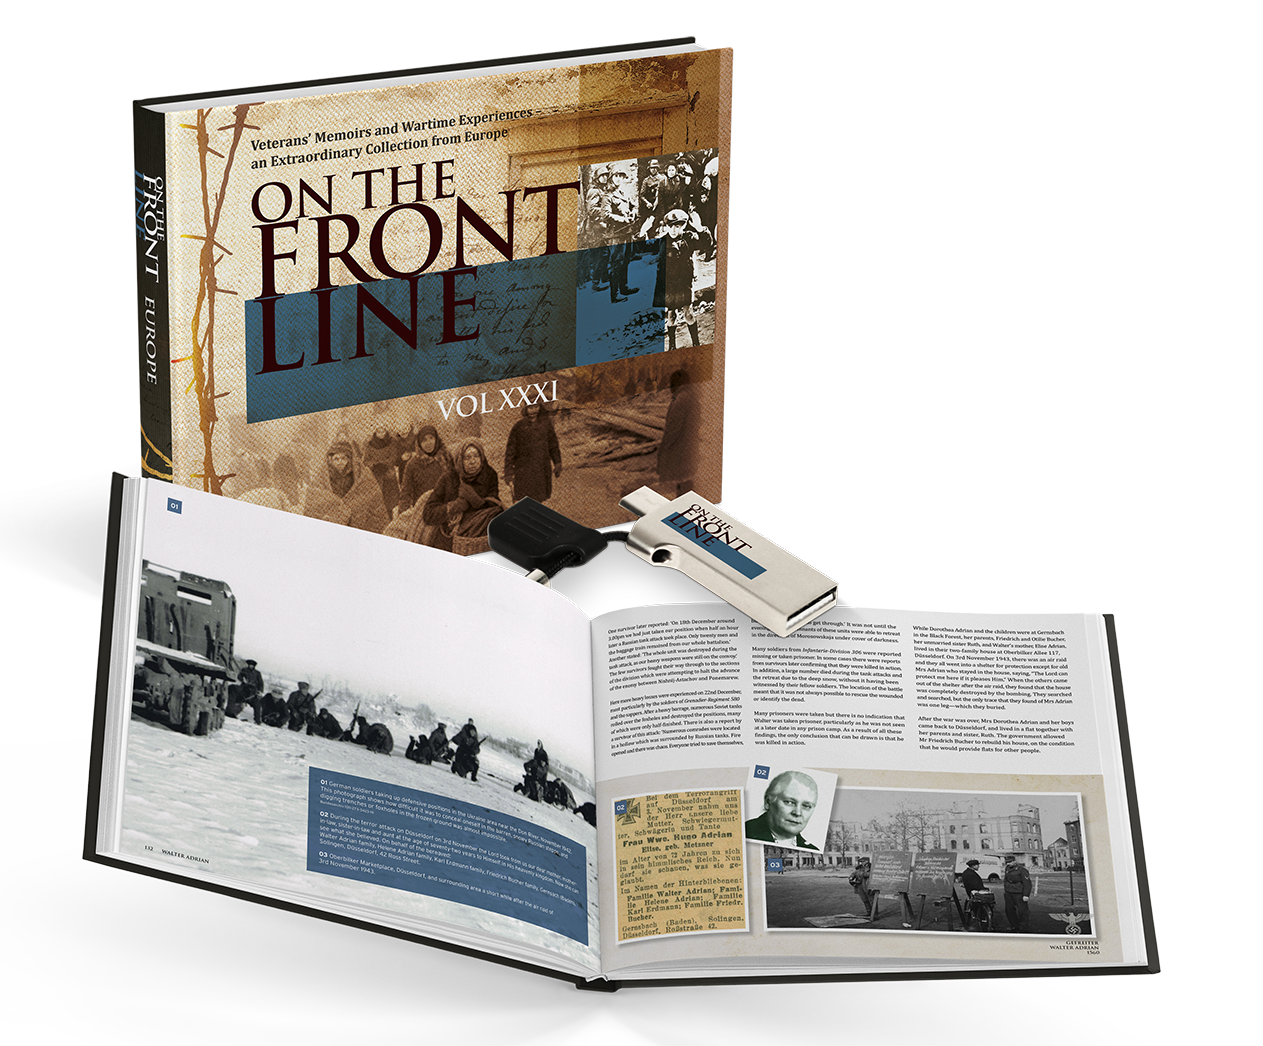 Veterans' Memoirs and Wartime Experiences –
an Extraordinary Collection from Europe
ON THE
FRONT
LINE
VOL XXXI
ON THE
FRONT
LINE
EUROPE
ON THE
FRONT
LINE
01
01 German soldiers taking up defensive positions in the Ukraine area near the Don River, November 1942.
This photograph shows how difficult it was to conceal oneself in the barren, snowy Russian steppe, and
digging trenches or foxholes in the frozen ground was almost impossible.
02 During the terror attack on Düsseldorf on 3rd November the Lord took from us our dear mother, mother-
in-law, sister-in-law and aunt at the age of seventy two years to Himself in His heavenly kingdom. Now she can
see what she believed. On behalf of the bereaved:
Walter Adrian family, Helene Adrian family, Karl Erdmann family, Friedrich Bucher family, Gernsbach (Baden),
Solingen, Düsseldorf, 42 Ross Street.
03 Oberbilker Marketplace, Düsseldorf, and surrounding area a short while after the air raid of
3rd November 1943.
132 WALTER ADRIAN
One survivor later reported: 'On 18th December around
3.00pm we had just taken our position when half an hour
later a Russian tank attack took place. Only twenty men and
the baggage train remained from our whole battalion.'
Another stated: 'The whole unit was destroyed during the
tank attack, as our heavy weapons were still on the convoy.'
The few survivors fought their way through to the sections
of the division which were attempting to halt the advance
of the enemy between Nishnij-Astachov and Ponomarew.
Here more heavy losses were experienced on 22nd December,
most particularly by the soldiers of Grenadier-Regiment 580
and the sappers. After a heavy barrage, numerous Soviet tanks
rolled over the foxholes and destroyed the positions, many
of which were only half-finished. There is also a report by
a survivor of this attack: 'Numerous comrades were located
in a hollow which was surrounded by Russian tanks. Fire
opened and there was chaos. Everyone tried to save themselves,
get through.' It was not until the
of these units were able to retreat
in the of Morosowskaja under cover of darkness.
Many soldiers from Infanterie-Division 306 were reported
missing or taken prisoner. In some cases there were reports
from survivors later confirming that they were killed in action.
In addition, a large number died during the tank attacks and
the retreat due to the deep snow, without it having been
witnessed by their fellow soldiers. The location of the battle
meant that it was not always possible to rescue the wounded
or identify the dead.
Many prisoners were taken but there is no indication that
Walter was taken prisoner, particularly as he was not seen
at a later date in any prison camp. As a result of all these
findings, the only conclusion that can be drawn is that he
was killed in action.
While Dorothea Adrian and the children were at Gernsbach
in the Black Forest, her parents, Friedrich and Otilie Bucher,
her unmarried sister Ruth, and Walter's mother, Elise Adrian,
lived in their two-family house at Oberbilker Allee 117,
Düsseldorf. On 3rd November 1943, there was an air raid
and they all went into a shelter for protection except for old
Mrs Adrian who stayed in the house, saying, "The Lord can
protect me here if it pleases Him." When the others came
out of the shelter after the air raid, they found that the house
was completely destroyed by the bombing. They searched
and searched, but the only trace that they found of Mrs Adrian
was one leg—which they buried.
After the war was over, Mrs Dorothea Adrian and her boys
came back to Düsseldorf, and lived in a flat together with
her parents and sister, Ruth. The government allowed
Mr Friedrich Bucher to rebuild his house, on the condition
that he would provide flats for other people.
02
Bei dem Terrorangriff
auf Düsseldorf am
3. November nahm uns
der Herr unsere liebe
Mutter, Schwiegermut-
ter, Schwägerin und Tante
Frau Wwe. Hugo Adrian
Elise, geb. Metzner
im Alter von 72 Jahren zu sich
in sein himmlisches Reich. Nun
darf sie schauen, was sie ge-
glaubt.
Im Namen der Hinterbliebenen:
Familie Walter Adrian; Fami-
lie Helene Adrian; Familie
Karl Erdmann; Familie Friedr.
Bucher.
Gernsbach (Baden), Solingen,
Düsseldorf, Roßstraße 42.
02
03
GEFREITER
WALTER ADRIAN
1560